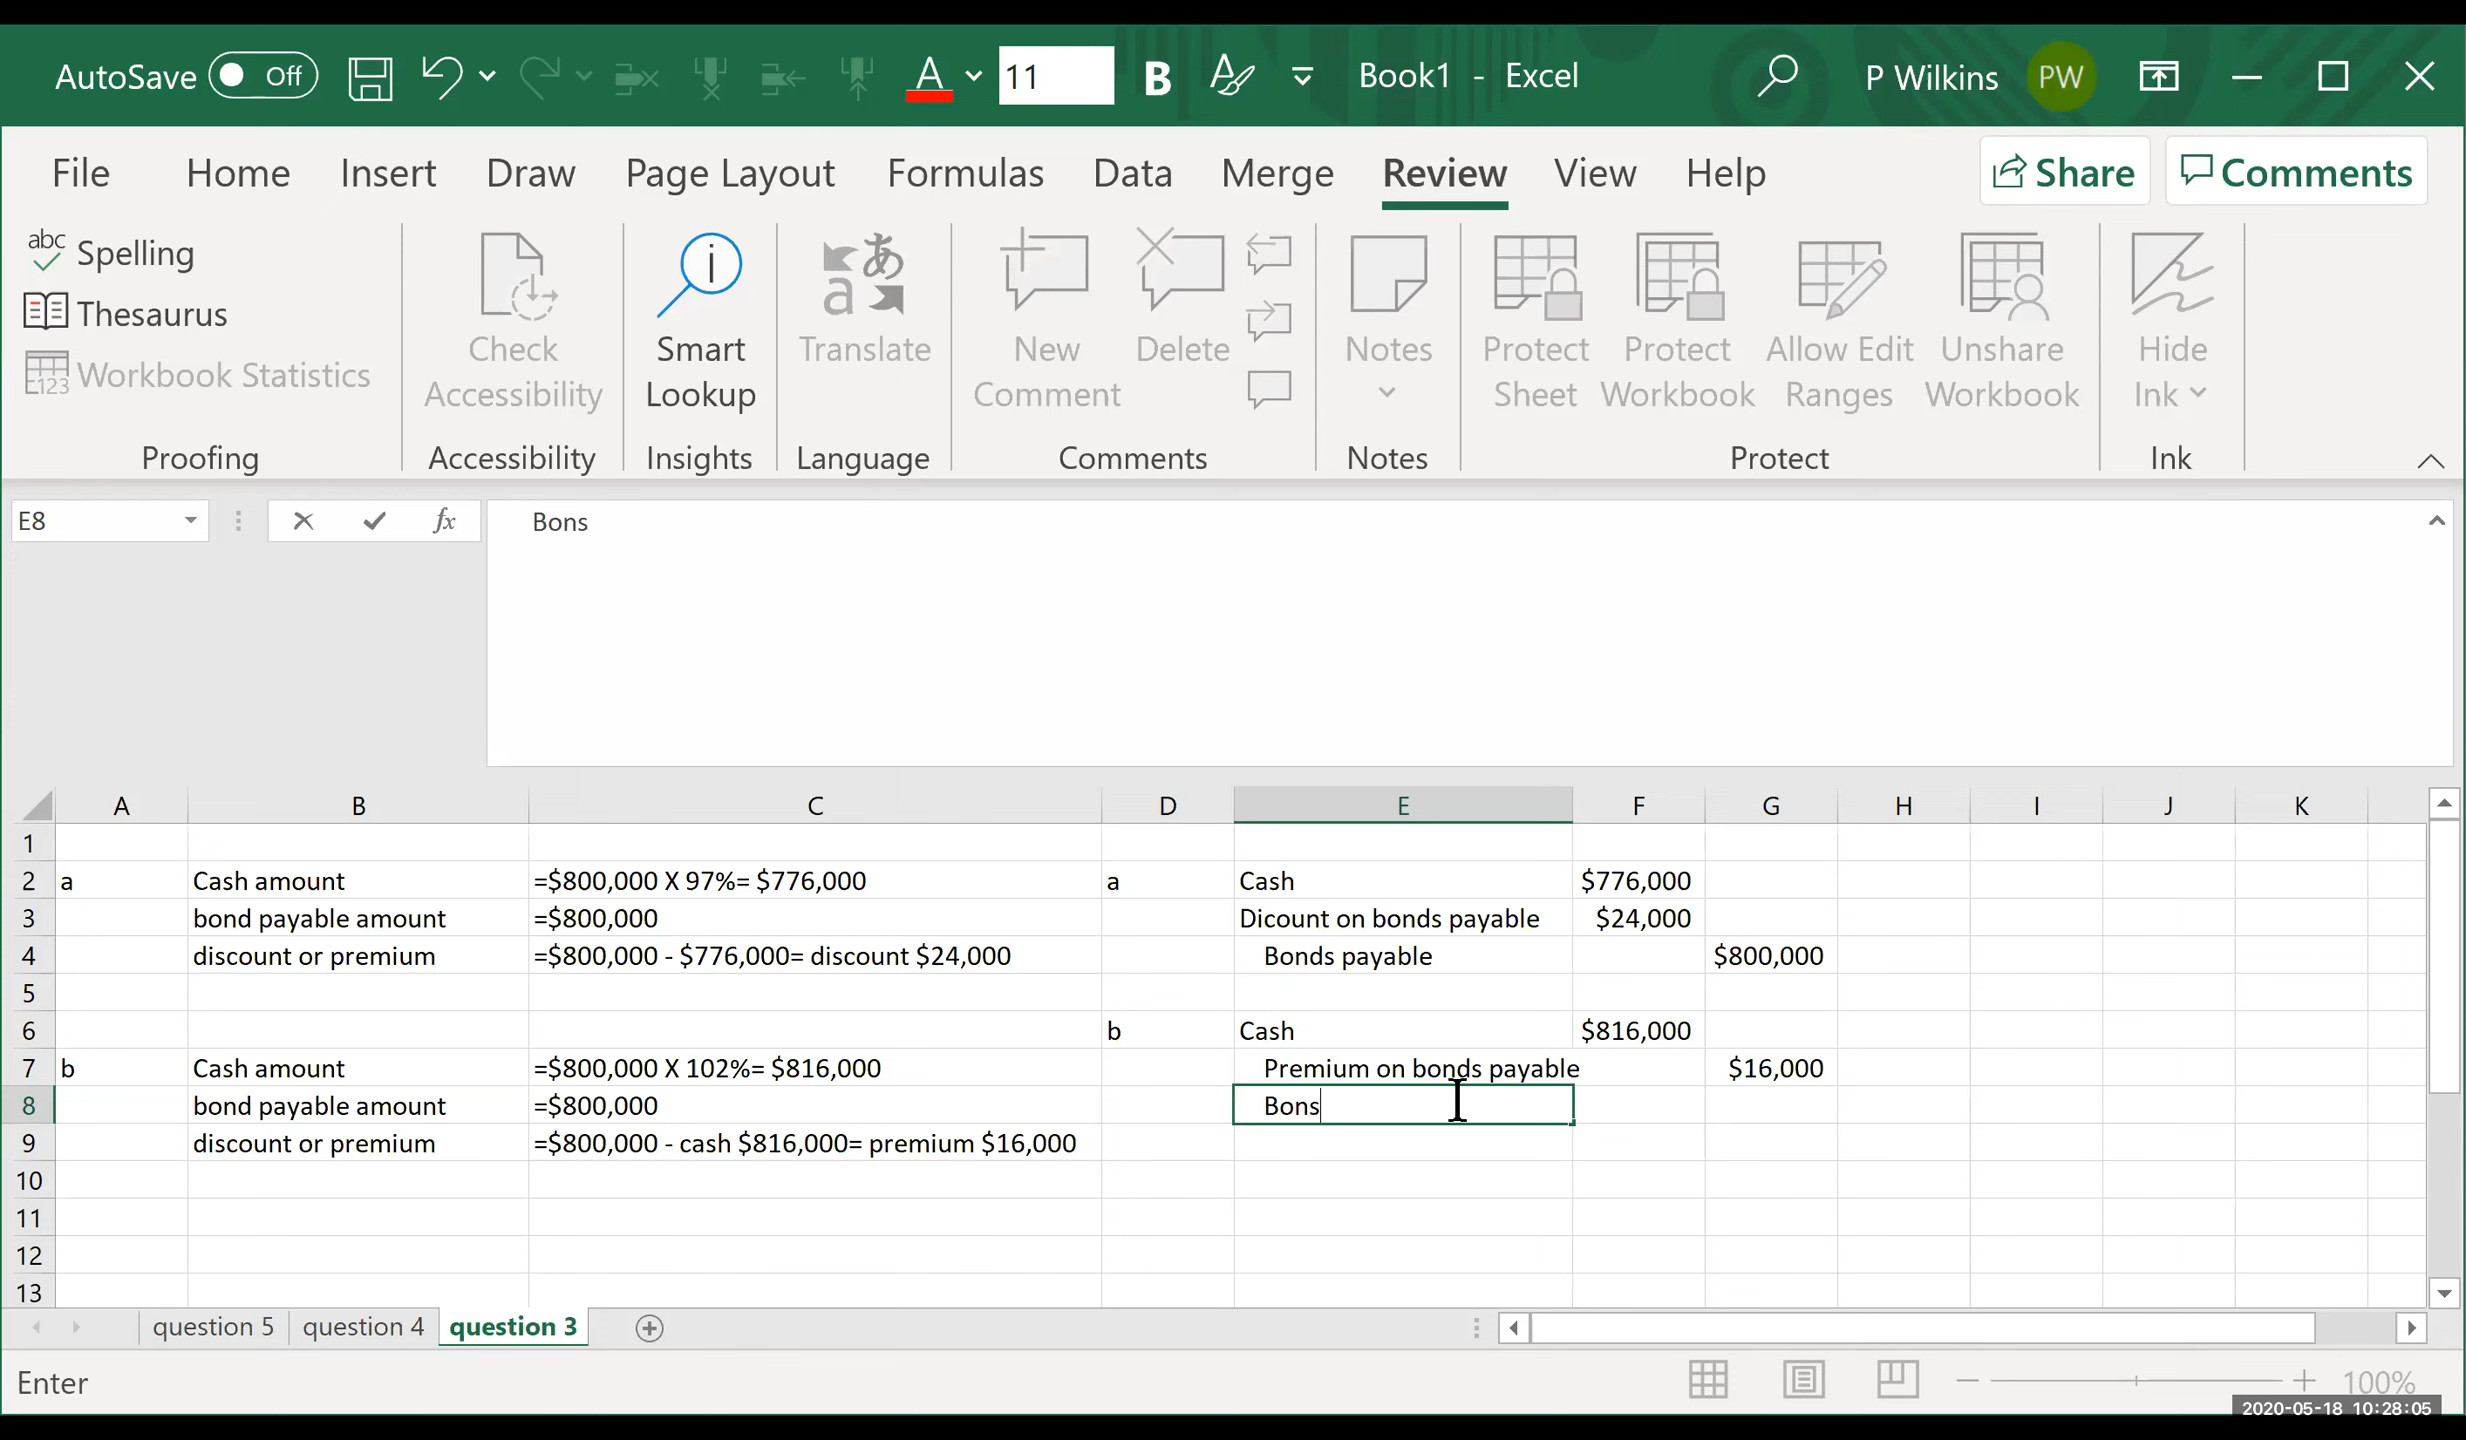 AutoSave Off 11 B Book1 - Excel P Wilkins PW
File Home Insert Draw Page Layout Formulas Data Merge Review View Help Share Comments
abc Spelling
Thesaurus
123 Workbook Statistics
Check Accessibility
Smart Lookup
Translate
New Comment
Delete
Notes
Protect Sheet
Protect Workbook
Allow Edit Ranges
Unshare Workbook
Hide Ink
Proofing Accessibility Insights Language Comments Notes Protect Ink
E8 fx Bons
A B C D E F G H I J K
1
2 a Cash amount =$800,000 X 97%= $776,000 a Cash $776,000
3 bond payable amount =$800,000 Dicount on bonds payable $24,000
4 discount or premium =$800,000 - $776,000= discount $24,000 Bonds payable $800,000
5
6 b Cash $816,000
7 b Cash amount =$800,000 X 102%= $816,000 Premium on bonds payable $16,000
8 bond payable amount =$800,000 Bons
9 discount or premium =$800,000 - cash $816,000= premium $16,000
10
11
12
13
question 5 question 4 question 3
Enter 100%
2020-05-18 10:28:05